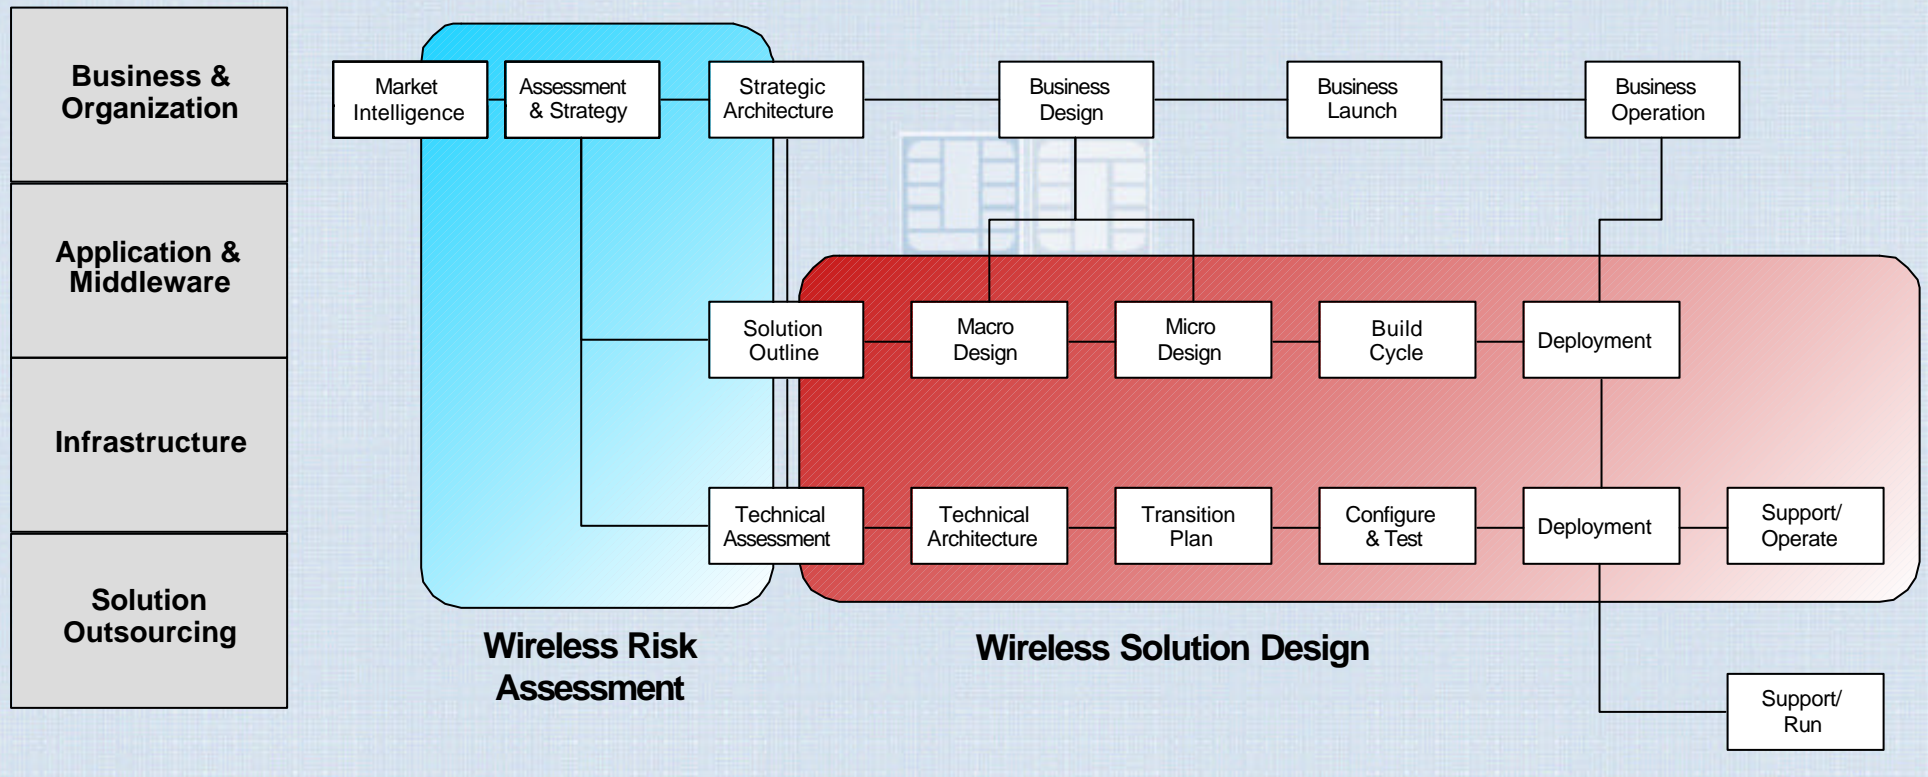 Business &
Organization
Market
Intelligence
Assessment
& Strategy
Strategic
Architecture
Business
Design
Business
Launch
Business
Operation
Application &
Middleware
Solution
Outline
Macro
Design
Micro
Design
Build
Cycle
Deployment
Infrastructure
Technical
Assessment
Technical
Architecture
Transition
Plan
Configure
& Test
Deployment
Support/
Operate
Solution
Outsourcing
Wireless Risk
Assessment
Wireless Solution Design
Support/
Run